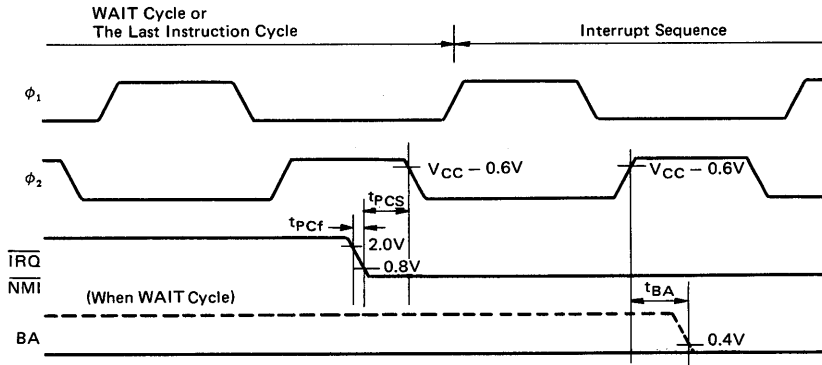 WAIT Cycle or
The Last Instruction Cycle
Interrupt Sequence
ϕ1
ϕ2
VCC − 0.6V
VCC − 0.6V
tPCS
tPCf
2.0V
IRQ
0.8V
NMI
(When WAIT Cycle)
tBA
BA
0.4V